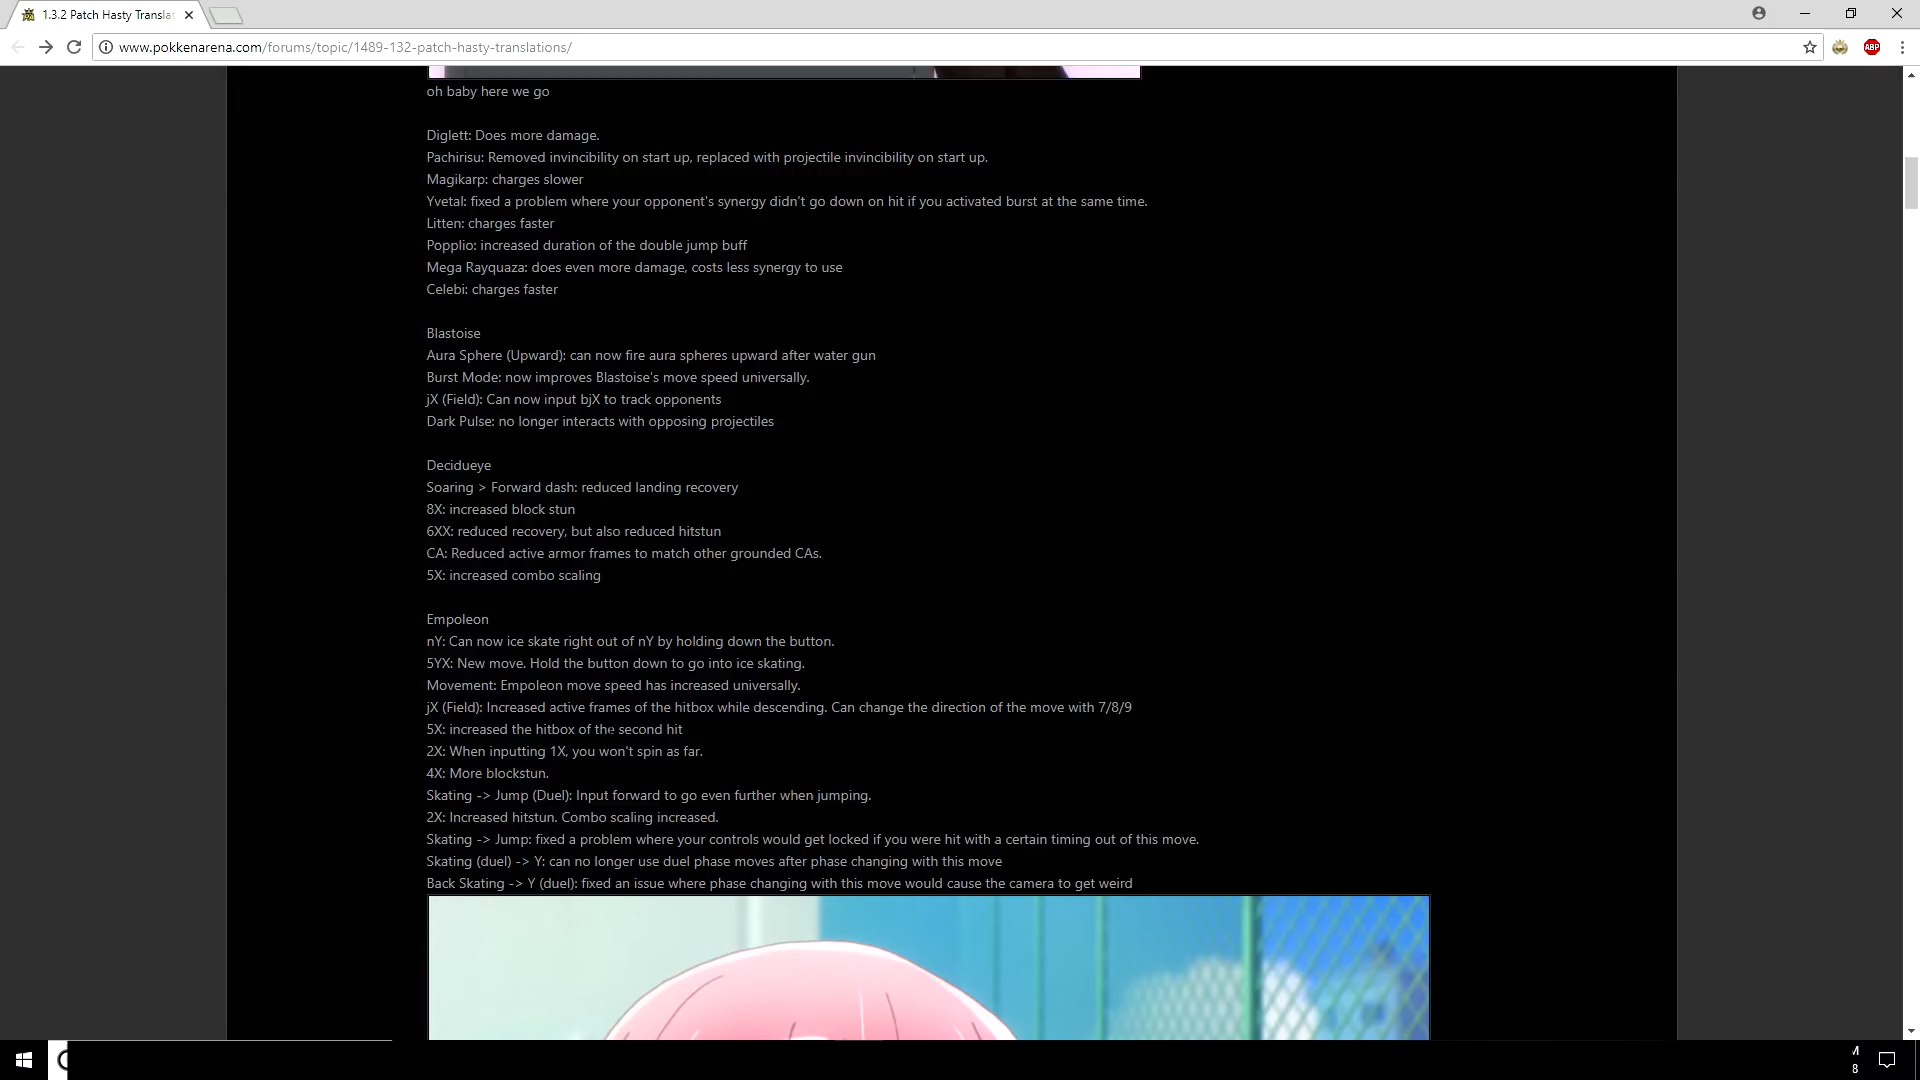 1.3.2 Patch Hasty Transla
www.pokkenarena.com/forums/topic/1489-132-patch-hasty-translations/
ABP
oh baby here we go
Diglett: Does more damage.
Pachirisu: Removed invincibility on start up, replaced with projectile invincibility on start up.
Magikarp: charges slower
Yvetal: fixed a problem where your opponent's synergy didn't go down on hit if you activated burst at the same time.
Litten: charges faster
Popplio: increased duration of the double jump buff
Mega Rayquaza: does even more damage, costs less synergy to use
Celebi: charges faster
Blastoise
Aura Sphere (Upward): can now fire aura spheres upward after water gun
Burst Mode: now improves Blastoise's move speed universally.
jX (Field): Can now input bjX to track opponents
Dark Pulse: no longer interacts with opposing projectiles
Decidueye
Soaring > Forward dash: reduced landing recovery
8X: increased block stun
6XX: reduced recovery, but also reduced hitstun
CA: Reduced active armor frames to match other grounded CAs.
5X: increased combo scaling
Empoleon
nY: Can now ice skate right out of nY by holding down the button.
5YX: New move. Hold the button down to go into ice skating.
Movement: Empoleon move speed has increased universally.
jX (Field): Increased active frames of the hitbox while descending. Can change the direction of the move with 7/8/9
5X: increased the hitbox of the second hit
2X: When inputting 1X, you won't spin as far.
4X: More blockstun.
Skating -> Jump (Duel): Input forward to go even further when jumping.
2X: Increased hitstun. Combo scaling increased.
Skating -> Jump: fixed a problem where your controls would get locked if you were hit with a certain timing out of this move.
Skating (duel) -> Y: can no longer use duel phase moves after phase changing with this move
Back Skating -> Y (duel): fixed an issue where phase changing with this move would cause the camera to get weird
8